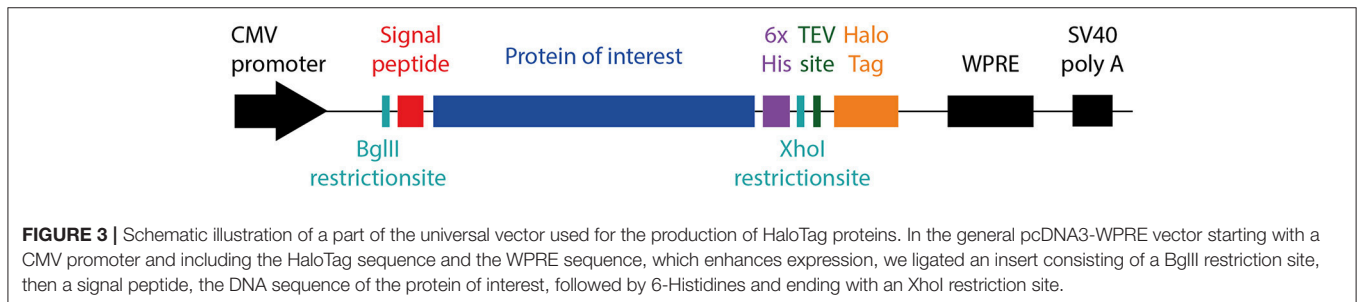 CMV
promoter
Signal
peptide
Protein of interest
6x
His
TEV
site
Halo
Tag
WPRE
SV40
poly A
BglII
restrictionsite
XhoI
restrictionsite
FIGURE 3 | Schematic illustration of a part of the universal vector used for the production of HaloTag proteins. In the general pcDNA3-WPRE vector starting with a
CMV promoter and including the HaloTag sequence and the WPRE sequence, which enhances expression, we ligated an insert consisting of a BglII restriction site,
then a signal peptide, the DNA sequence of the protein of interest, followed by 6-Histidines and ending with an XhoI restriction site.